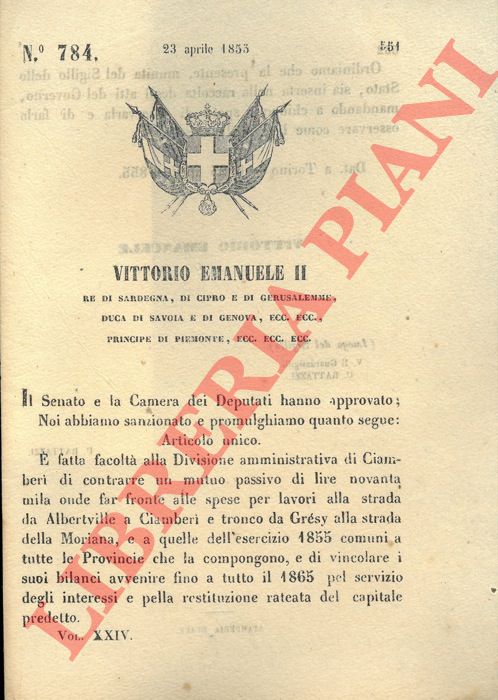 N.º 784.
23 aprile 1855
551
VITTORIO EMANUELE II
RE DI SARDEGNA, DI CIPRO E DI GERUSALEMME,
DUCA DI SAVOIA E DI GENOVA, ECC. ECC.,
PRINCIPE DI PIEMONTE, ECC. ECC. ECC.
Il Senato e la Camera dei Deputati hanno approvato;
Noi abbiamo sanzionato e promulghiamo quanto segue:
Articolo unico.
E fatta facoltà alla Divisione amministrativa di Ciam-
berì di contrarre un mutuo passivo di lire novanta
mila onde far fronte alle spese per lavori alla strada
da Albertville a Ciamberì e tronco da Grésy alla strada
della Moriana, e a quelle dell'esercizio 1855 comuni a
tutte le Provincie che la compongono, e di vincolare i
suoi bilanci avvenire fino a tutto il 1865 pel servizio
degli interessi e pella restituzione rateata del capitale
predetto.
VOL. XXIV.
LIBRERIA PIANI